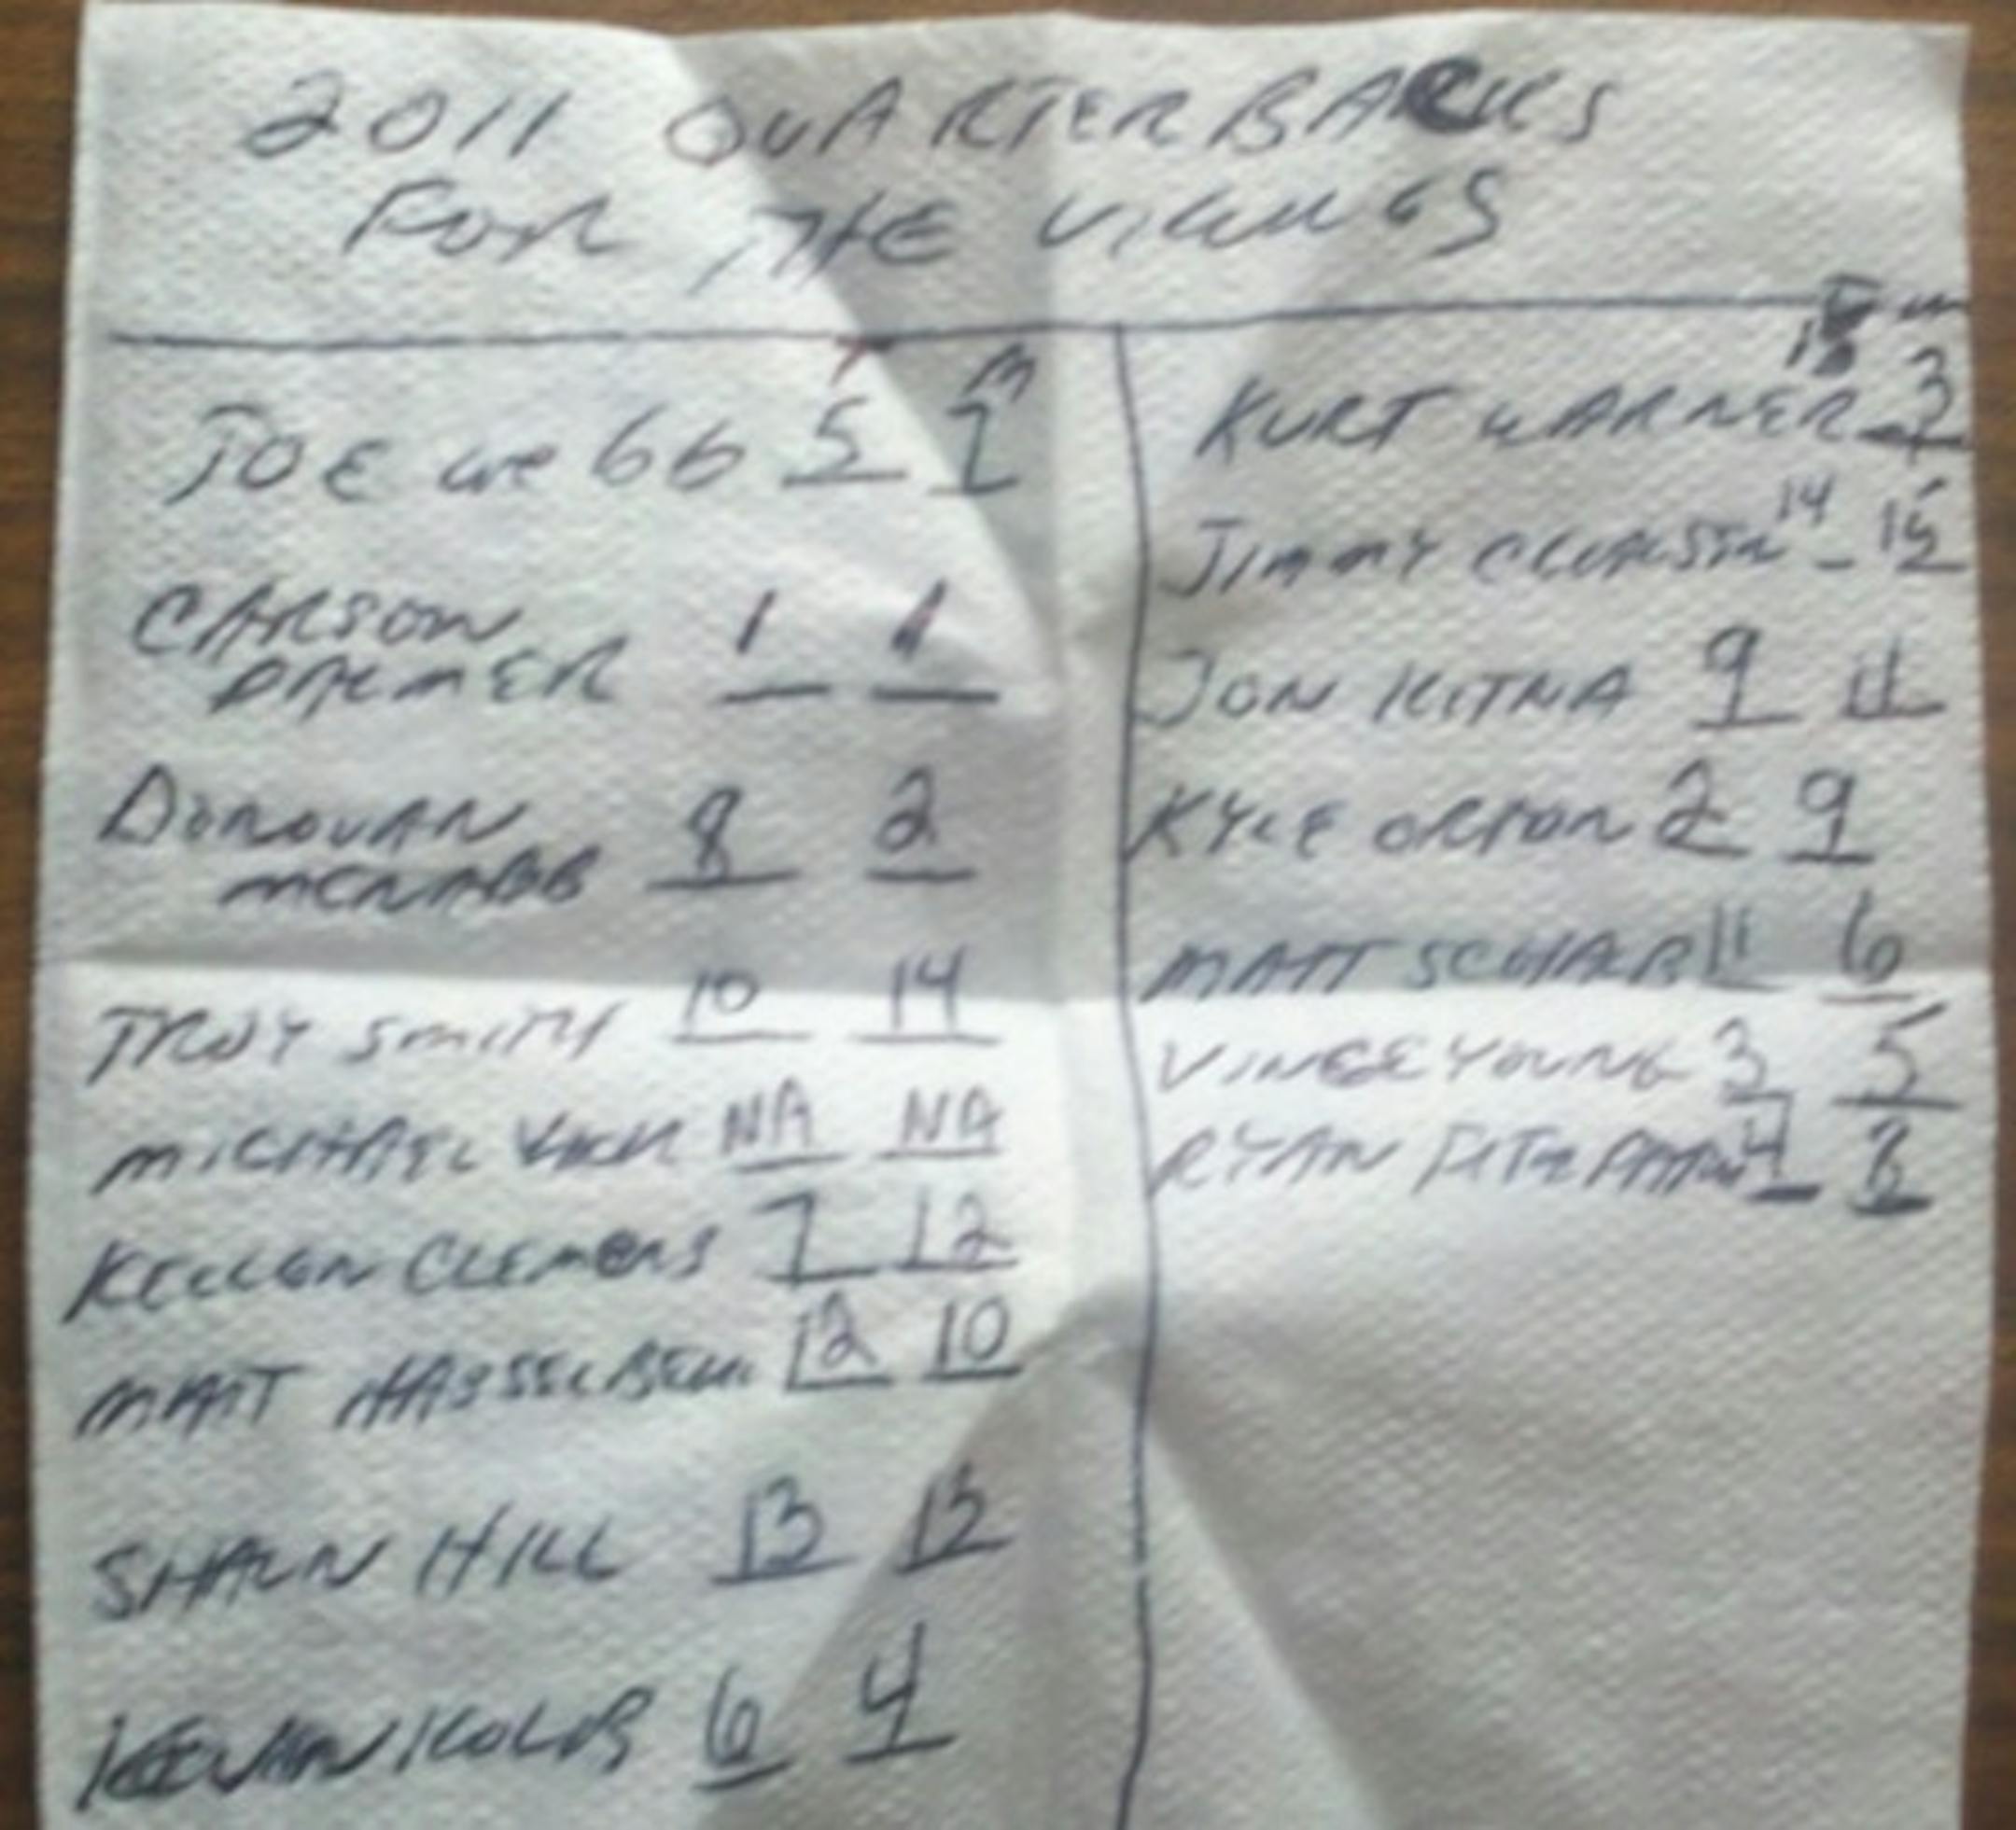 2011 QUARTERBACKS
FOR THE VIKINGS
M
JOE WEBB 5 7
CARSON 1 1
PALMER
DONOVAN 8 2
MCNABB
TROY SMITH 10 14
MICHAEL VICK NA NA
KELLEN CLEMENS 7 12
MATT HASSELBECK 12 10
SHAUN HILL 13 13
KEVAN KOLB 6 4
M
KURT WARNER 3
JIMMY CLAUSEN 14 15
JON KITNA 9 11
KYLE ORTON 2 9
MATT SCHAUB 11 6
VINCE YOUNG 3 5
RYAN FITZPATRICK 4 8